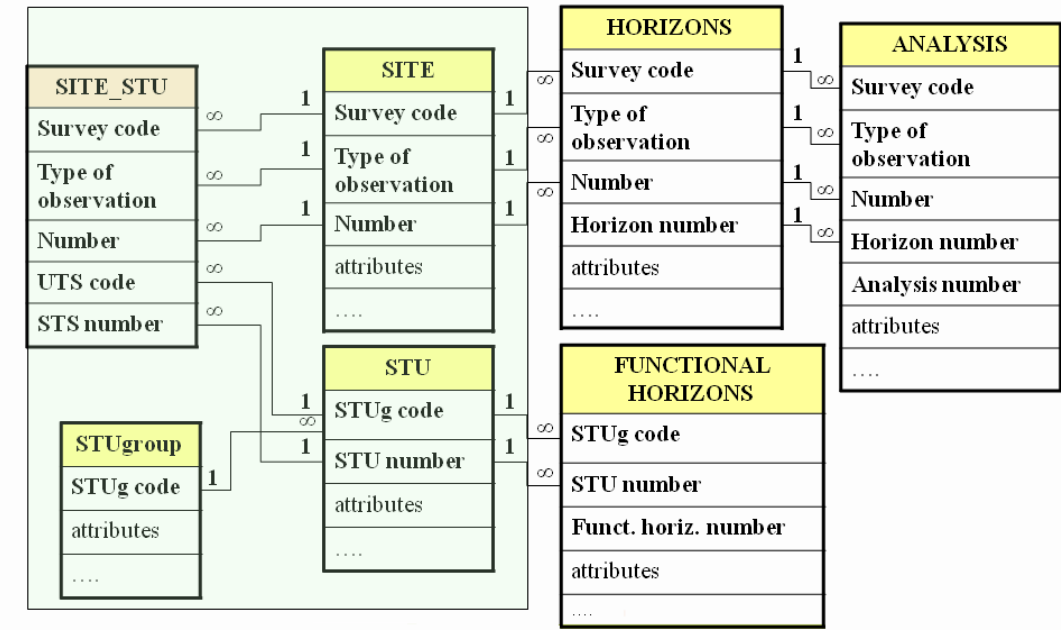 SITE_STU
Survey code
Type of
observation
Number
UTS code
STS number
∞
∞
∞
∞
∞
1
1
1
SITE
Survey code
Type of
observation
Number
attributes
....
1
1
1
∞
∞
∞
HORIZONS
Survey code
Type of
observation
Number
Horizon number
attributes
....
1
1
1
1
∞
∞
∞
∞
ANALYSIS
Survey code
Type of
observation
Number
Horizon number
Analysis number
attributes
....
STUgroup
STUg code
attributes
....
1
1
∞
1
STU
STUg code
STU number
attributes
....
1
1
∞
∞
FUNCTIONAL
HORIZONS
STUg code
STU number
Funct. horiz. number
attributes
....